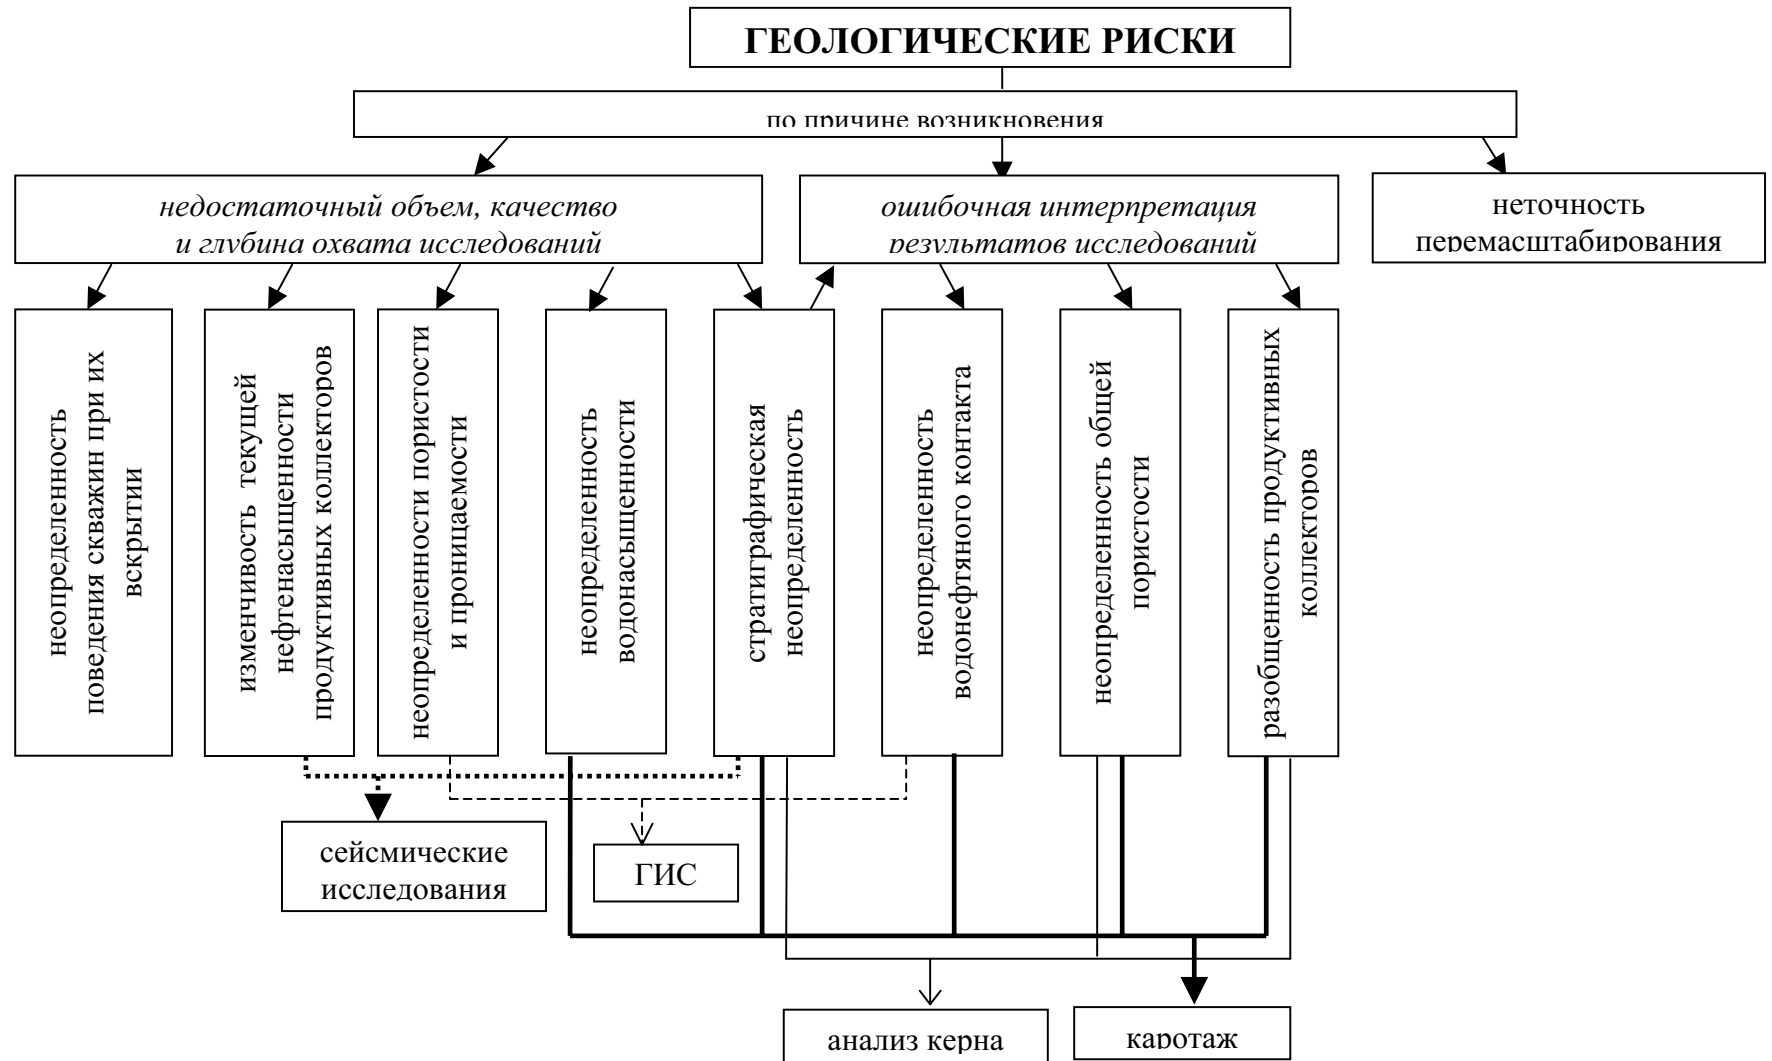 ГЕОЛОГИЧЕСКИЕ РИСКИ
по причине возникновения
недостаточный объем, качество
и глубина охвата исследований
ошибочная интерпретация
результатов исследований
неточность
перемасштабирования
неопределенность
поведения скважин при их
вскрытии
изменчивость текущей
нефтенасыщенности
продуктивных коллекторов
неопределенности пористости
и проницаемости
неопределенность
водонасыщенности
стратиграфическая
неопределенность
неопределенность
водонефтяного контакта
неопределенность общей
пористости
разобщенность продуктивных
коллекторов
сейсмические
исследования
ГИС
анализ керна
каротаж